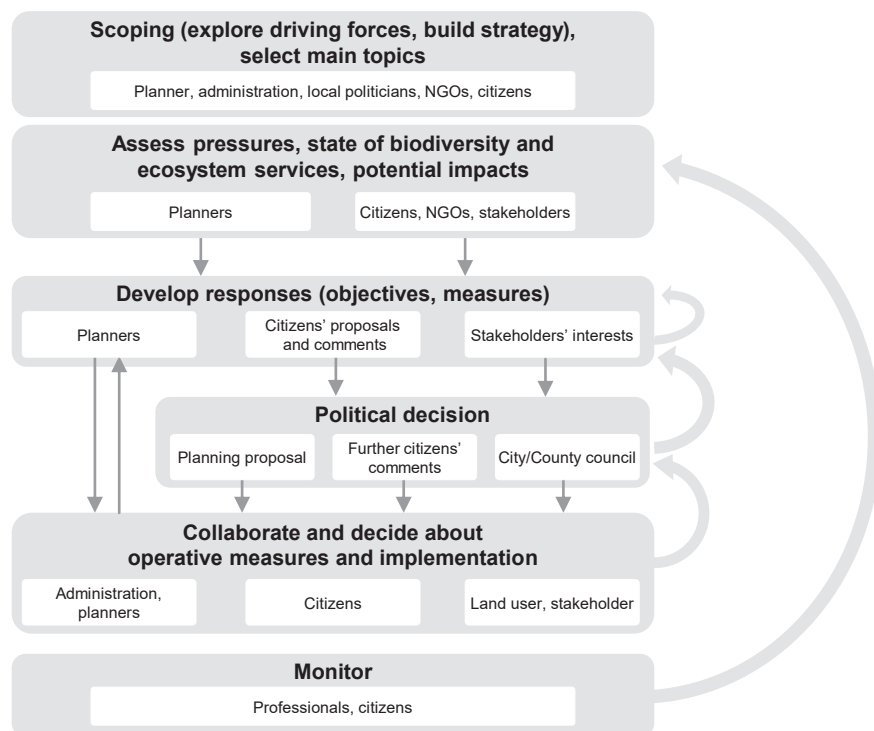 Scoping (explore driving forces, build strategy),
select main topics
Planner, administration, local politicians, NGOs, citizens
Assess pressures, state of biodiversity and
ecosystem services, potential impacts
Planners
Citizens, NGOs, stakeholders
Develop responses (objectives, measures)
Planners
Citizens’ proposals
and comments
Stakeholders’ interests
Political decision
Planning proposal
Further citizens’
comments
City/County council
Collaborate and decide about
operative measures and implementation
Administration,
planners
Citizens
Land user, stakeholder
Monitor
Professionals, citizens